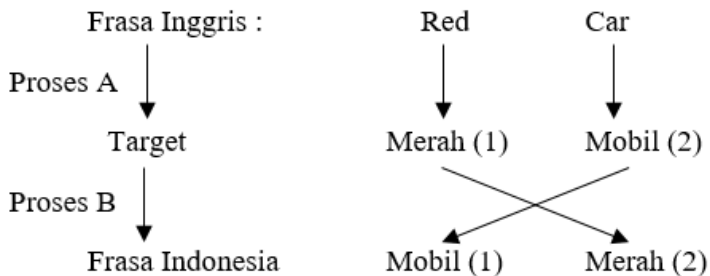 Frasa Inggris : Red Car
Proses A
Target Merah (1) Mobil (2)
Proses B
Frasa Indonesia Mobil (1) Merah (2)